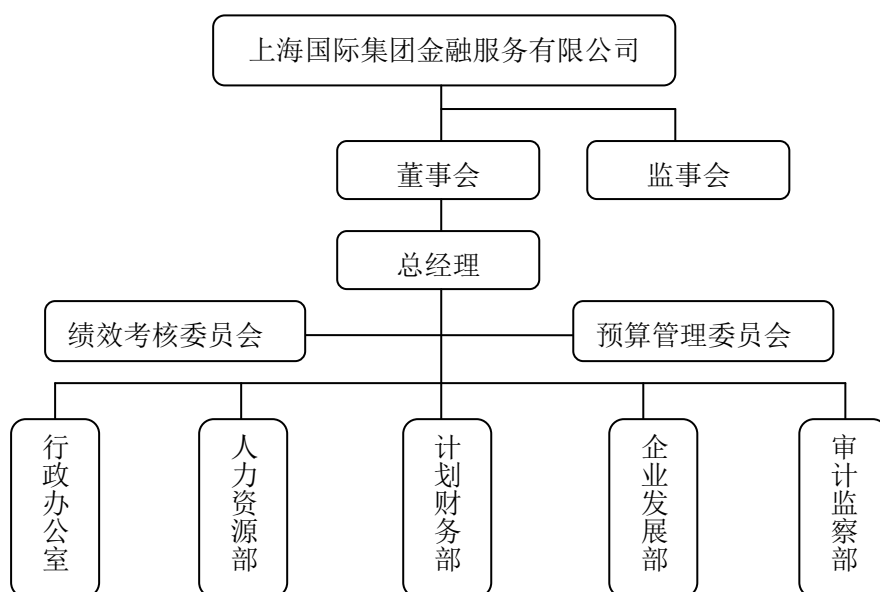 上海国际集团金融服务有限公司
董事会
监事会
总经理
绩效考核委员会
预算管理委员会
行政办公室
人力资源部
计划财务部
企业发展部
审计监察部